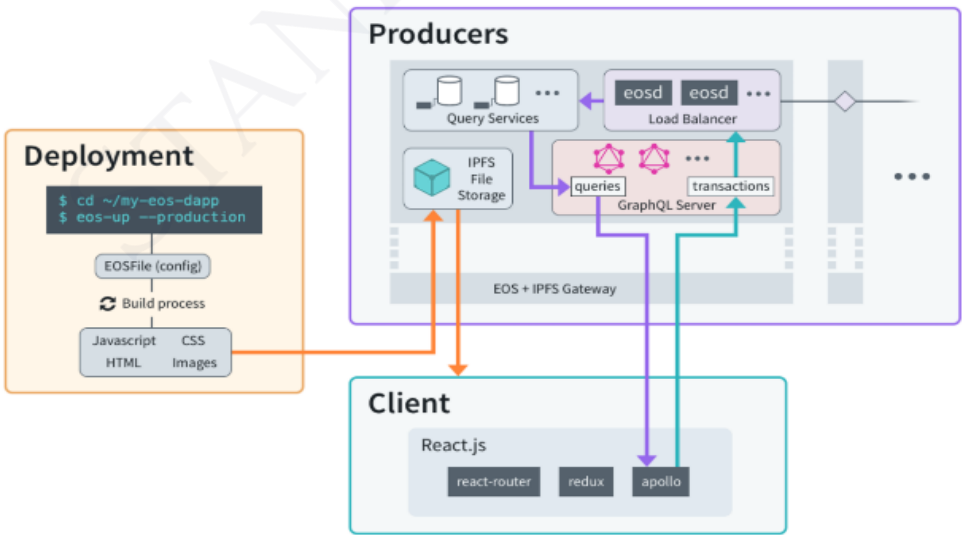 Producers
eosd eosd ...
Query Services
Load Balancer
IPFS
File
Storage
queries
transactions
GraphQL Server
...
EOS + IPFS Gateway
Deployment
$ cd ~/my-eos-dapp
$ eos-up --production
EOSFile (config)
Build process
Javascript CSS
HTML Images
Client
React.js
react-router redux apollo